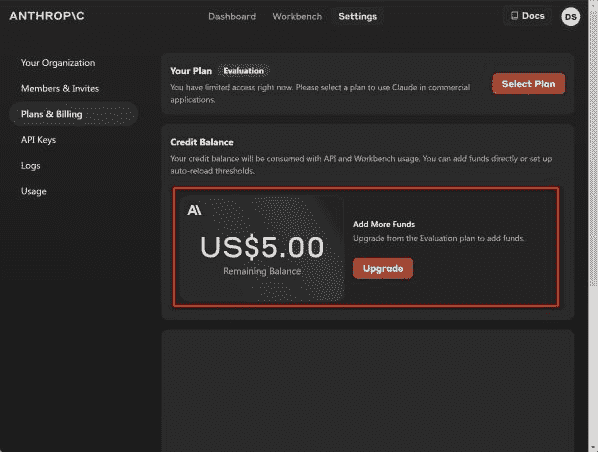 ANTHROP\C
Dashboard Workbench Settings
Docs
DS
Your Organization
Members & Invites
Plans & Billing
API Keys
Logs
Usage
Your Plan Evaluation
You have limited access right now. Please select a plan to use Claude in commercial
applications.
Select Plan
Credit Balance
Your credit balance will be consumed with API and Workbench usage. You can add funds directly or set up
auto-reload thresholds.
A\
US$5.00
Remaining Balance
Add More Funds
Upgrade from the Evaluation plan to add funds.
Upgrade